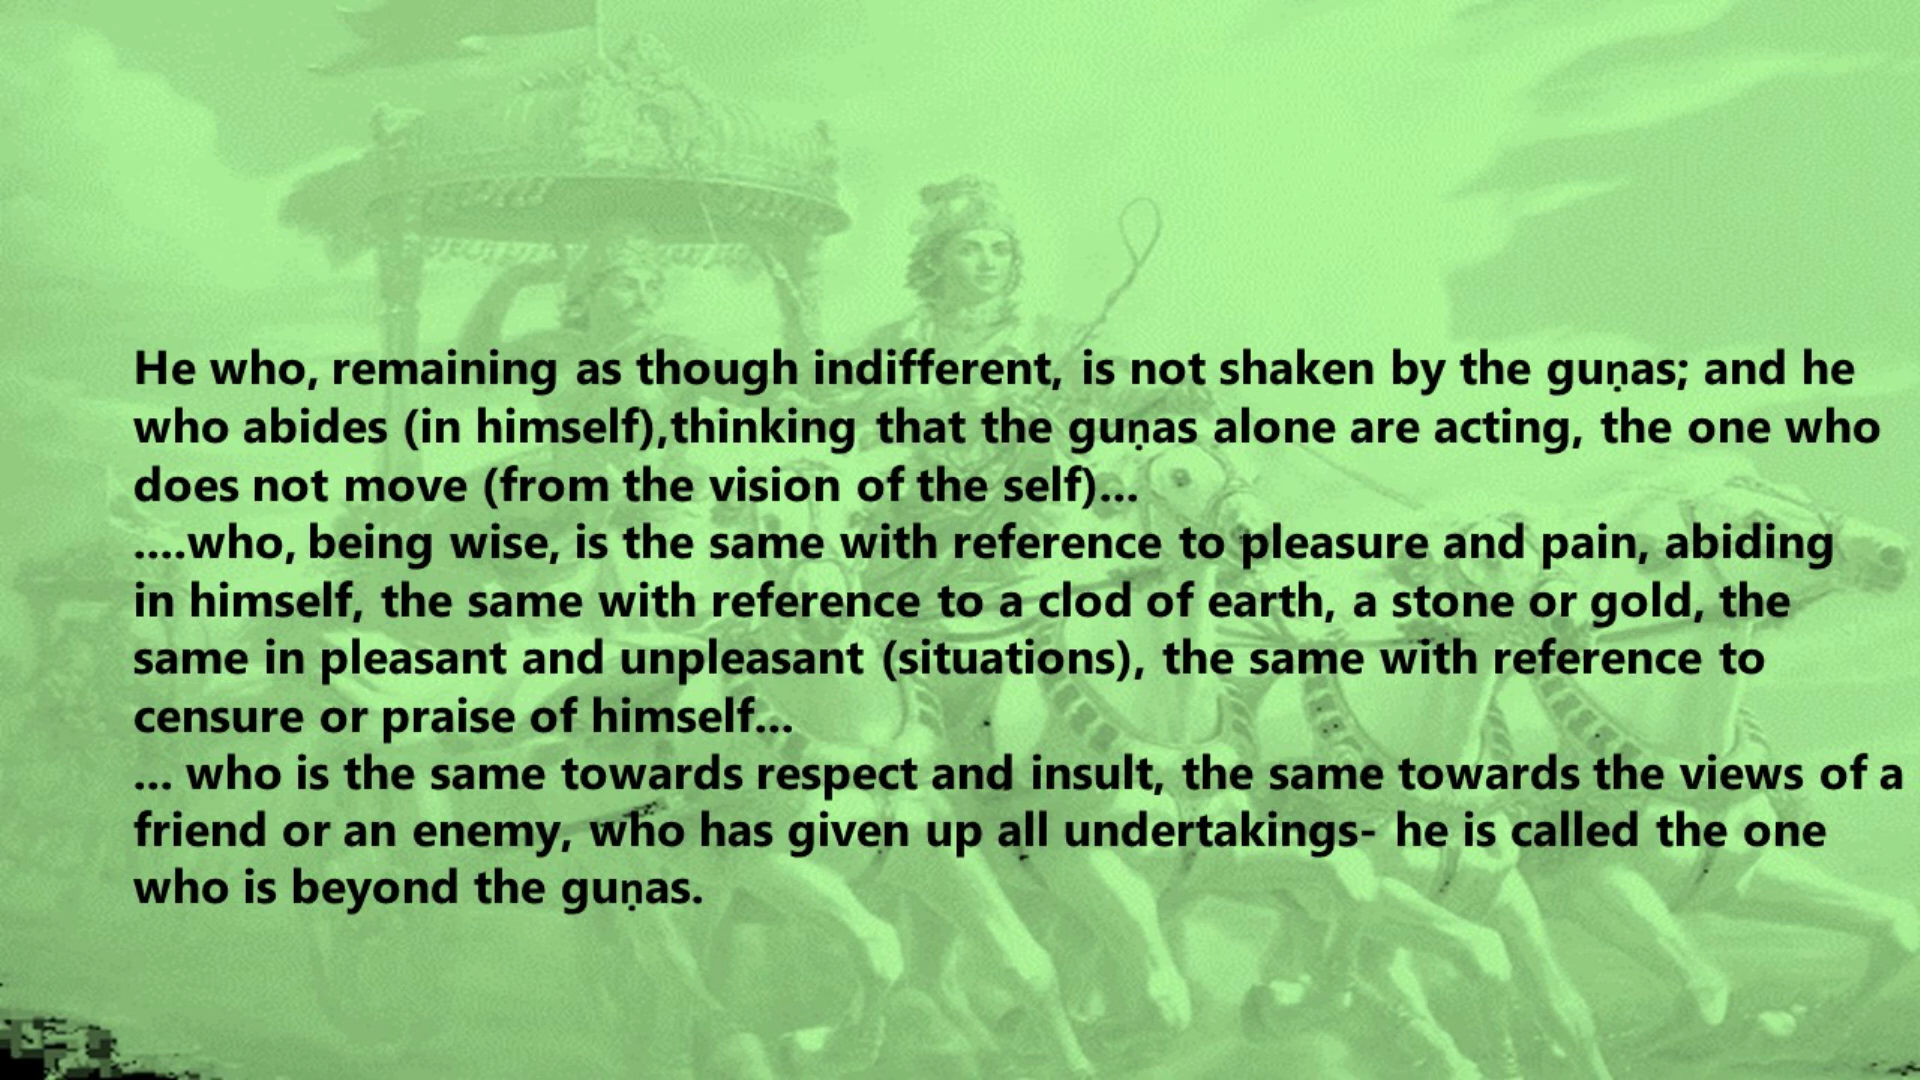 He who, remaining as though indifferent, is not shaken by the guṇas; and he
who abides (in himself),thinking that the guṇas alone are acting, the one who
does not move (from the vision of the self)...
....who, being wise, is the same with reference to pleasure and pain, abiding
in himself, the same with reference to a clod of earth, a stone or gold, the
same in pleasant and unpleasant (situations), the same with reference to
censure or praise of himself...
... who is the same towards respect and insult, the same towards the views of a
friend or an enemy, who has given up all undertakings- he is called the one
who is beyond the guṇas.